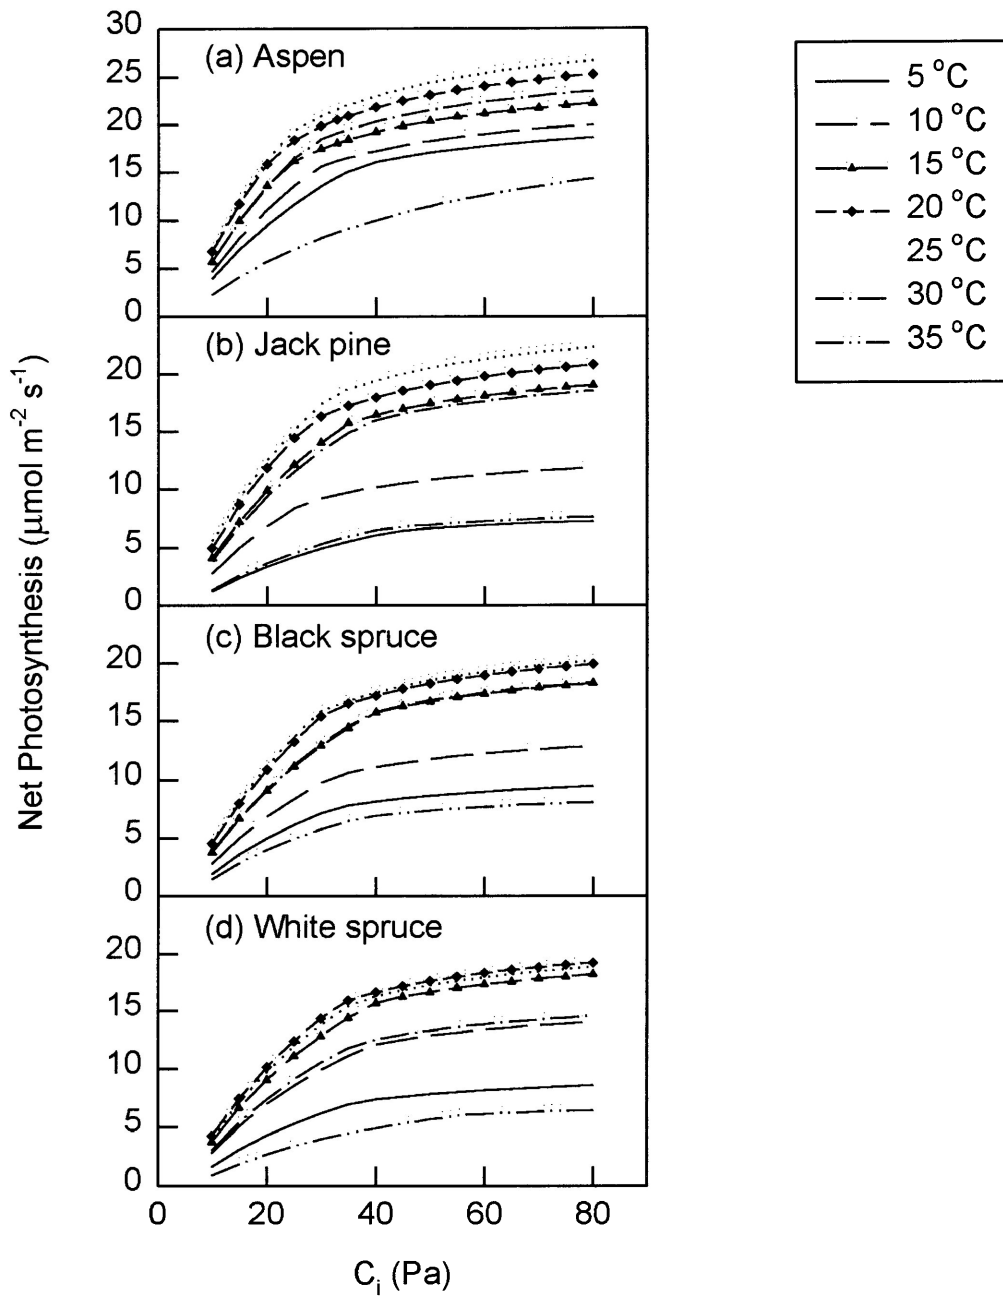 Net Photosynthesis (μmol m⁻² s⁻¹)
30
25
20
15
10
5
0
(a) Aspen
20
15
10
5
0
(b) Jack pine
20
15
10
5
0
(c) Black spruce
20
15
10
5
0
(d) White spruce
0 20 40 60 80
Cᵢ (Pa)
5 °C
10 °C
15 °C
20 °C
25 °C
30 °C
35 °C